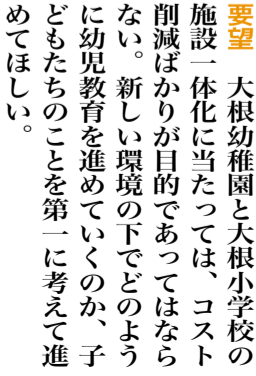 要望　大根幼稚園と大根小学校の
施設一体化に当たっては、コスト
削減ばかりが目的であってはなら
ない。新しい環境の下でどのよう
に幼児教育を進めていくのか、子
どもたちのことを第一に考えて進
めてほしい。